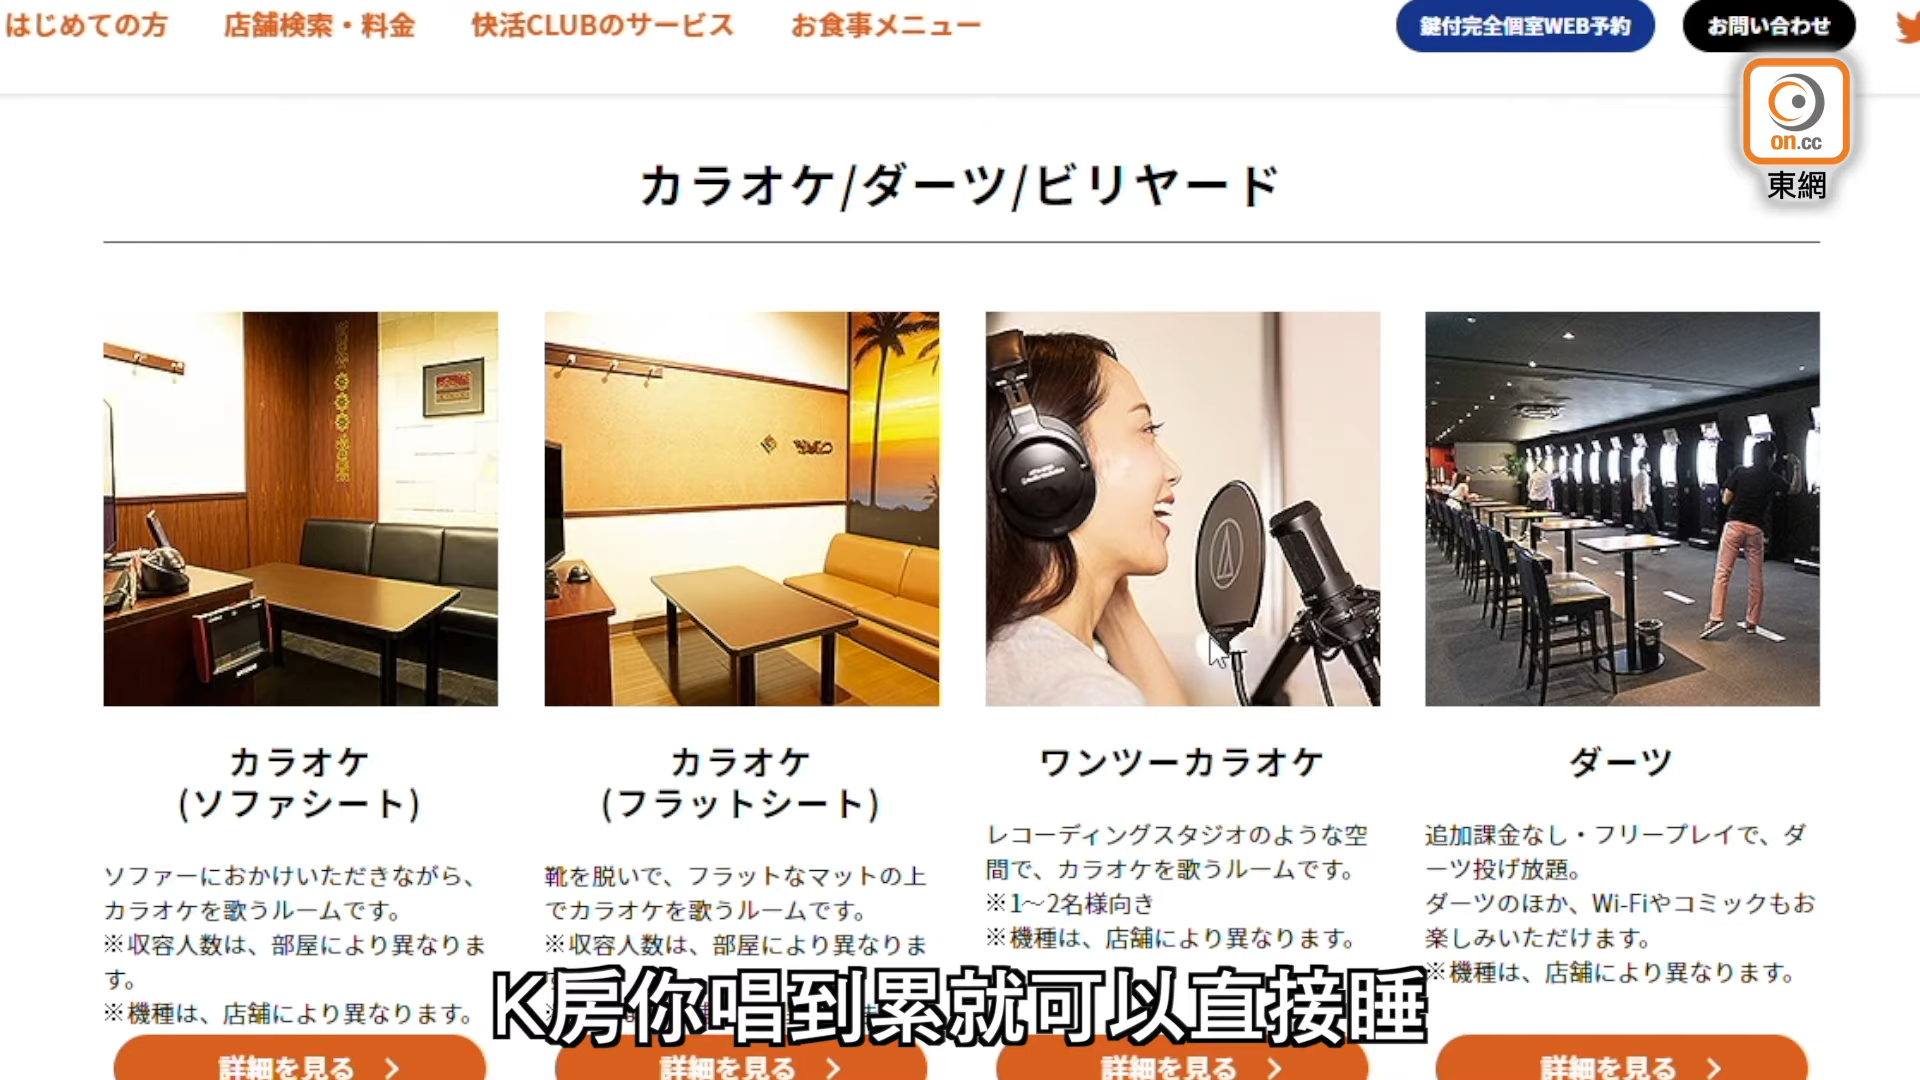 はじめての方
店舗検索・料金
快活CLUBのサービス
お食事メニュー
鍵付完全個室WEB予約
お問い合わせ
on.cc
東網
カラオケ/ダーツ/ビリヤード
カラオケ
(ソファシート)
ソファーにおかけいただきながら、
カラオケを歌うルームです。
※収容人数は、部屋により異なりま
す。
※機種は、店舗により異なります。
詳細を見る
カラオケ
(フラットシート)
靴を脱いで、フラットなマットの上
でカラオケを歌うルームです。
※収容人数は、部屋により異なりま
詳細を見る
ワンツーカラオケ
レコーディングスタジオのような空
間で、カラオケを歌うルームです。
※1～2名様向き
※機種は、店舗により異なります。
詳細を見る
ダーツ
追加課金なし・フリープレイで、ダ
ーツ投げ放題。
ダーツのほか、Wi-Fiやコミックもお
楽しみいただけます。
※機種は、店舗により異なります。
詳細を見る
K房你唱到累就可以直接睡